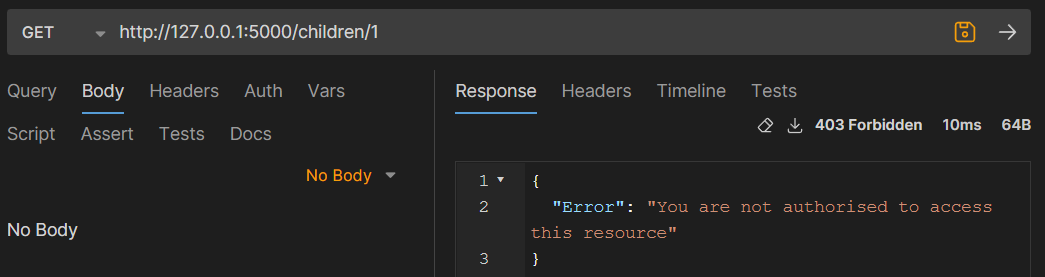 GET http://127.0.0.1:5000/children/1
Query Body Headers Auth Vars
Script Assert Tests Docs
No Body
No Body
Response Headers Timeline Tests
403 Forbidden 10ms 64B
1 {
2 "Error": "You are not authorised to access
this resource"
3 }